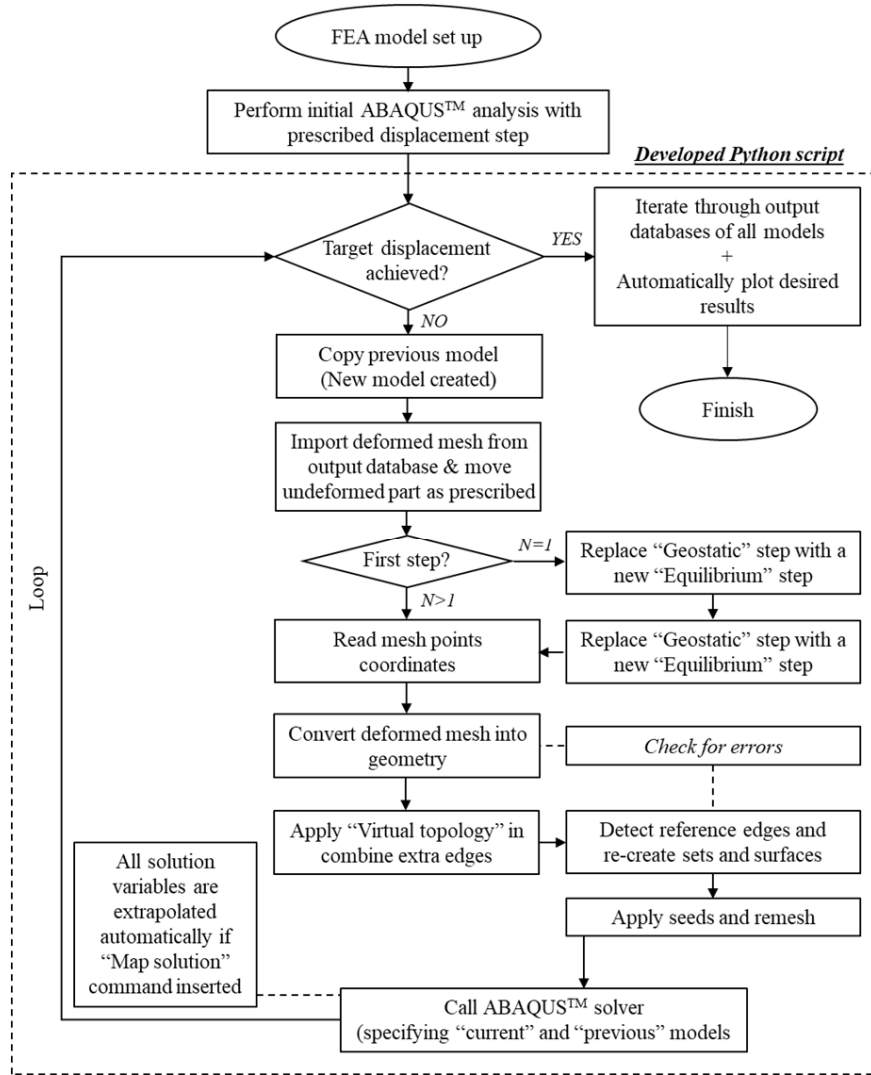 FEA model set up
Perform initial ABAQUS™ analysis with
prescribed displacement step
Developed Python script
Target displacement
achieved?
YES
Iterate through output
databases of all models
+
Automatically plot desired
results
NO
Copy previous model
(New model created)
Finish
Import deformed mesh from
output database & move
undeformed part as prescribed
First step?
N=1
Replace “Geostatic” step with a
new “Equilibrium” step
N>1
Loop
Read mesh points
coordinates
Replace “Geostatic” step with a
new “Equilibrium” step
Convert deformed mesh into
geometry
Check for errors
Apply “Virtual topology” in
combine extra edges
Detect reference edges and
re-create sets and surfaces
All solution
variables are
extrapolated
automatically if
“Map solution”
command inserted
Apply seeds and remesh
Call ABAQUS™ solver
(specifying “current” and “previous” models